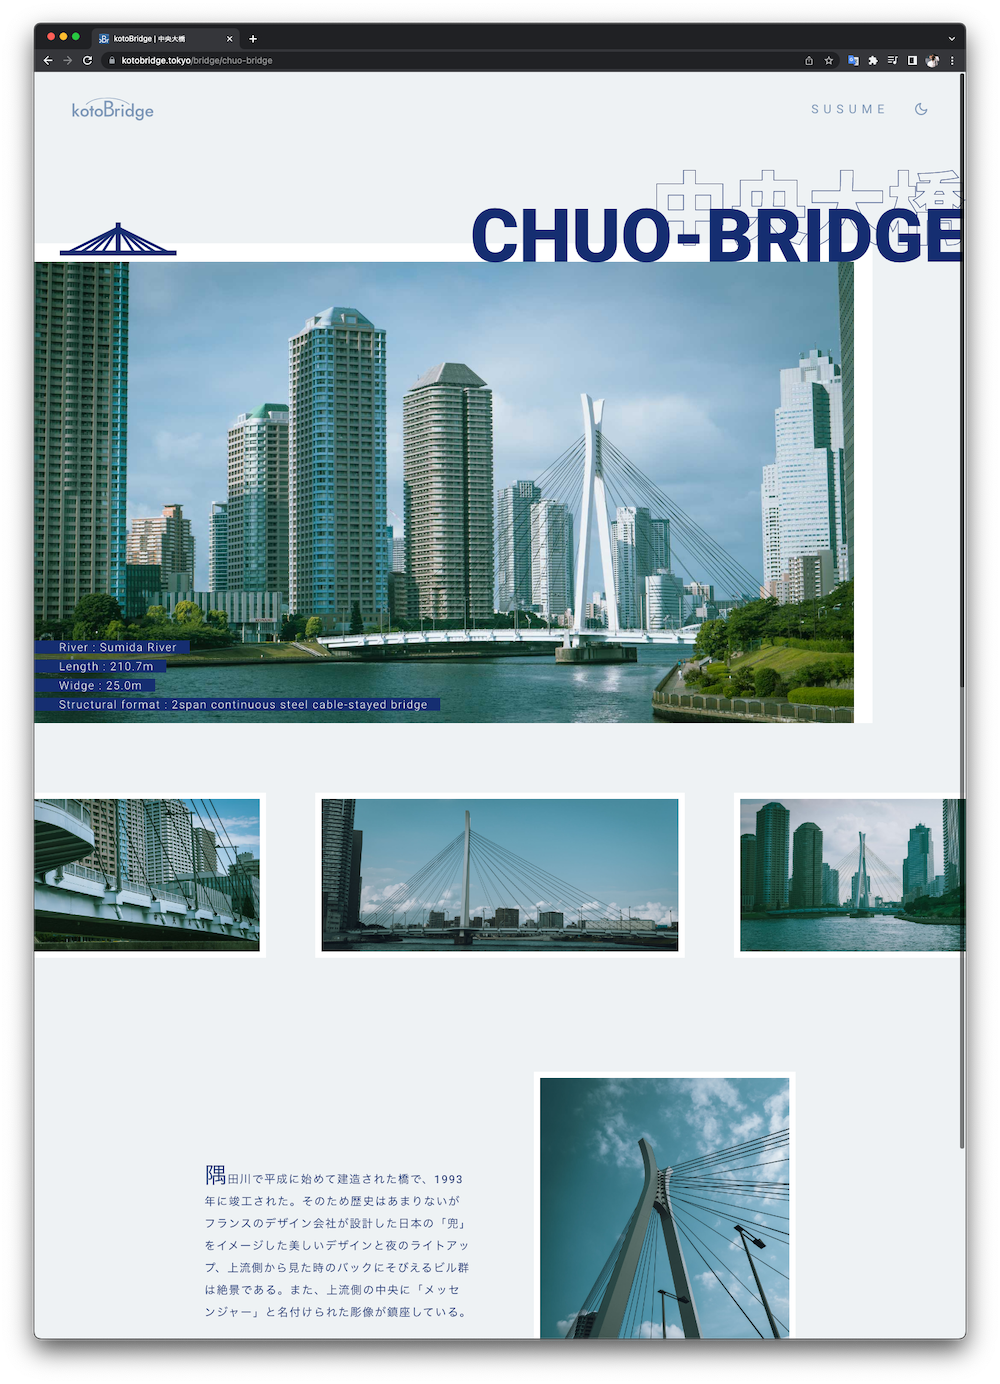 kotoBridge | 中央大橋
kotobridge.tokyo/bridge/chuo-bridge
kotoBridge
SUSUME
中央大橋
CHUO-BRIDGE
River : Sumida River
Length : 210.7m
Widge : 25.0m
Structural format : 2span continuous steel cable-stayed bridge
隅田川で平成に始めて建造された橋で、1993
年に竣工された。そのため歴史はあまりないが
フランスのデザイン会社が設計した日本の「兜」
をイメージした美しいデザインと夜のライトアッ
プ、上流側から見た時のバックにそびえるビル群
は絶景である。また、上流側の中央に「メッセ
ンジャー」と名付けられた彫像が鎮座している。